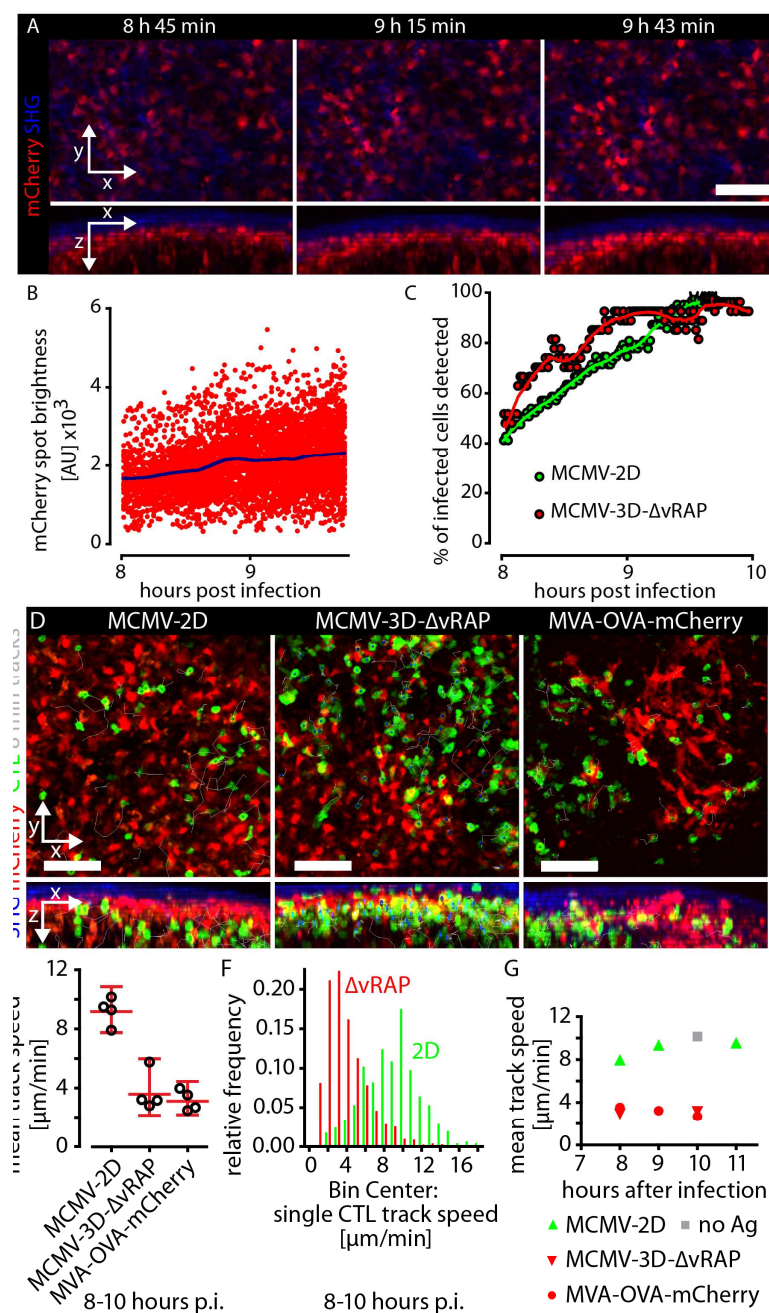 A 8 h 45 min 9 h 15 min 9 h 43 min
mCherry SHG
y
x
x
z
B
6
4
2
0
mCherry spot brightness
[AU] x10³
8 9
hours post infection
C
100
80
60
40
20
0
% of infected cells detected
MCMV-2D
MCMV-3D-ΔvRAP
8 9 10
hours post infection
D MCMV-2D MCMV-3D-ΔvRAP MVA-OVA-mCherry
SHG mCherry CTL 8 min tracks
y
x
x
z
12
8
4
0
mean track speed
[µm/min]
MCMV-2D
MCMV-3D-ΔvRAP
MVA-OVA-mCherry
8-10 hours p.i.
F
0.20
0.15
0.10
0.05
0.00
relative frequency
ΔvRAP
2D
0 4 8 12 16
Bin Center:
single CTL track speed
[µm/min]
8-10 hours p.i.
G
12
8
4
0
mean track speed
[µm/min]
7 8 9 10 11
hours after infection
MCMV-2D no Ag
MCMV-3D-ΔvRAP
MVA-OVA-mCherry